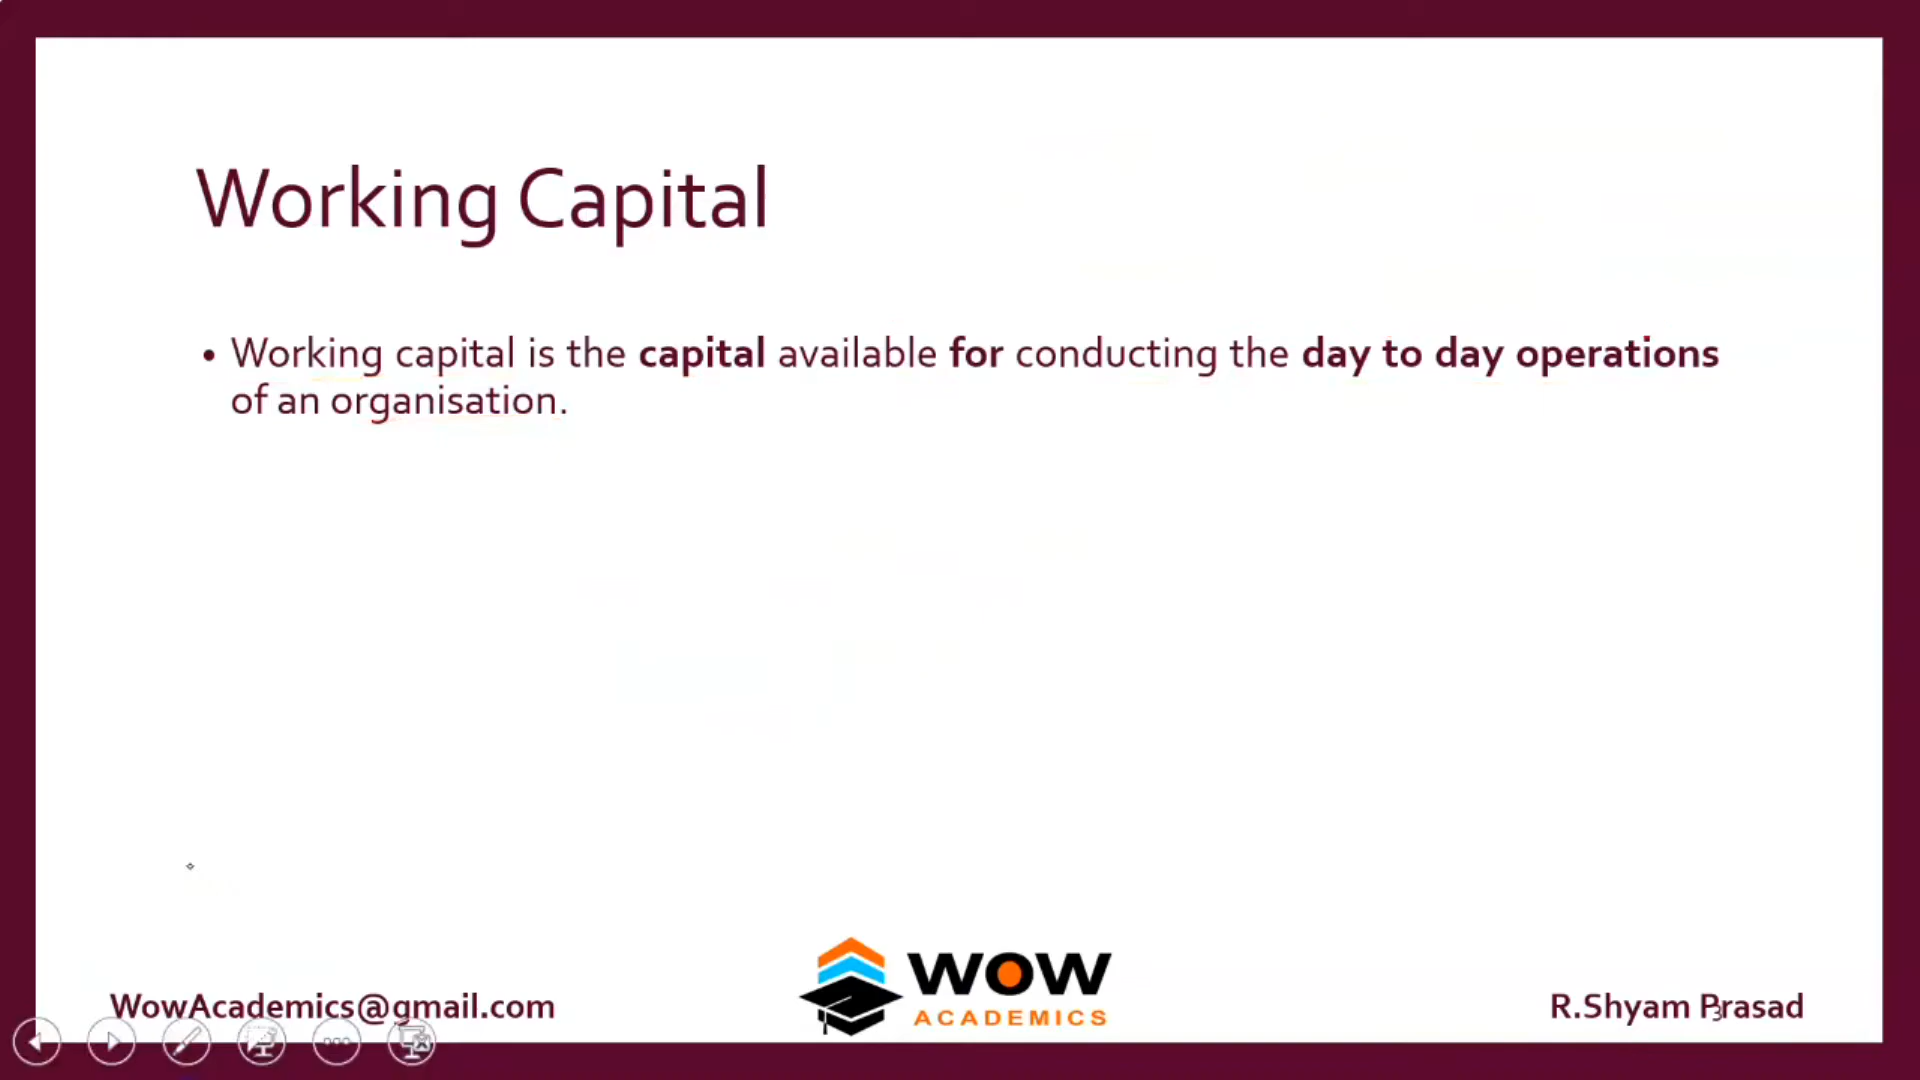 Working Capital
• Working capital is the capital available for conducting the day to day operations
of an organisation.
WowAcademics@gmail.com
WOW
ACADEMICS
R.Shyam Prasad
3